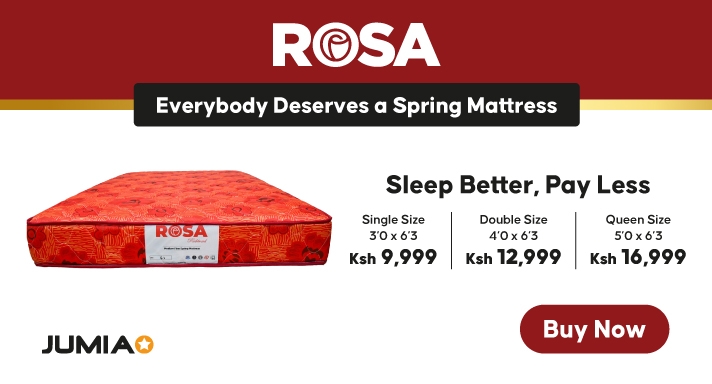 ROSA
Everybody Deserves a Spring Mattress
Sleep Better, Pay Less
Single Size
3'0 x 6'3
Ksh 9,999
Double Size
4'0 x 6'3
Ksh 12,999
Queen Size
5'0 x 6'3
Ksh 16,999
ROSA
JUMIA
Buy Now